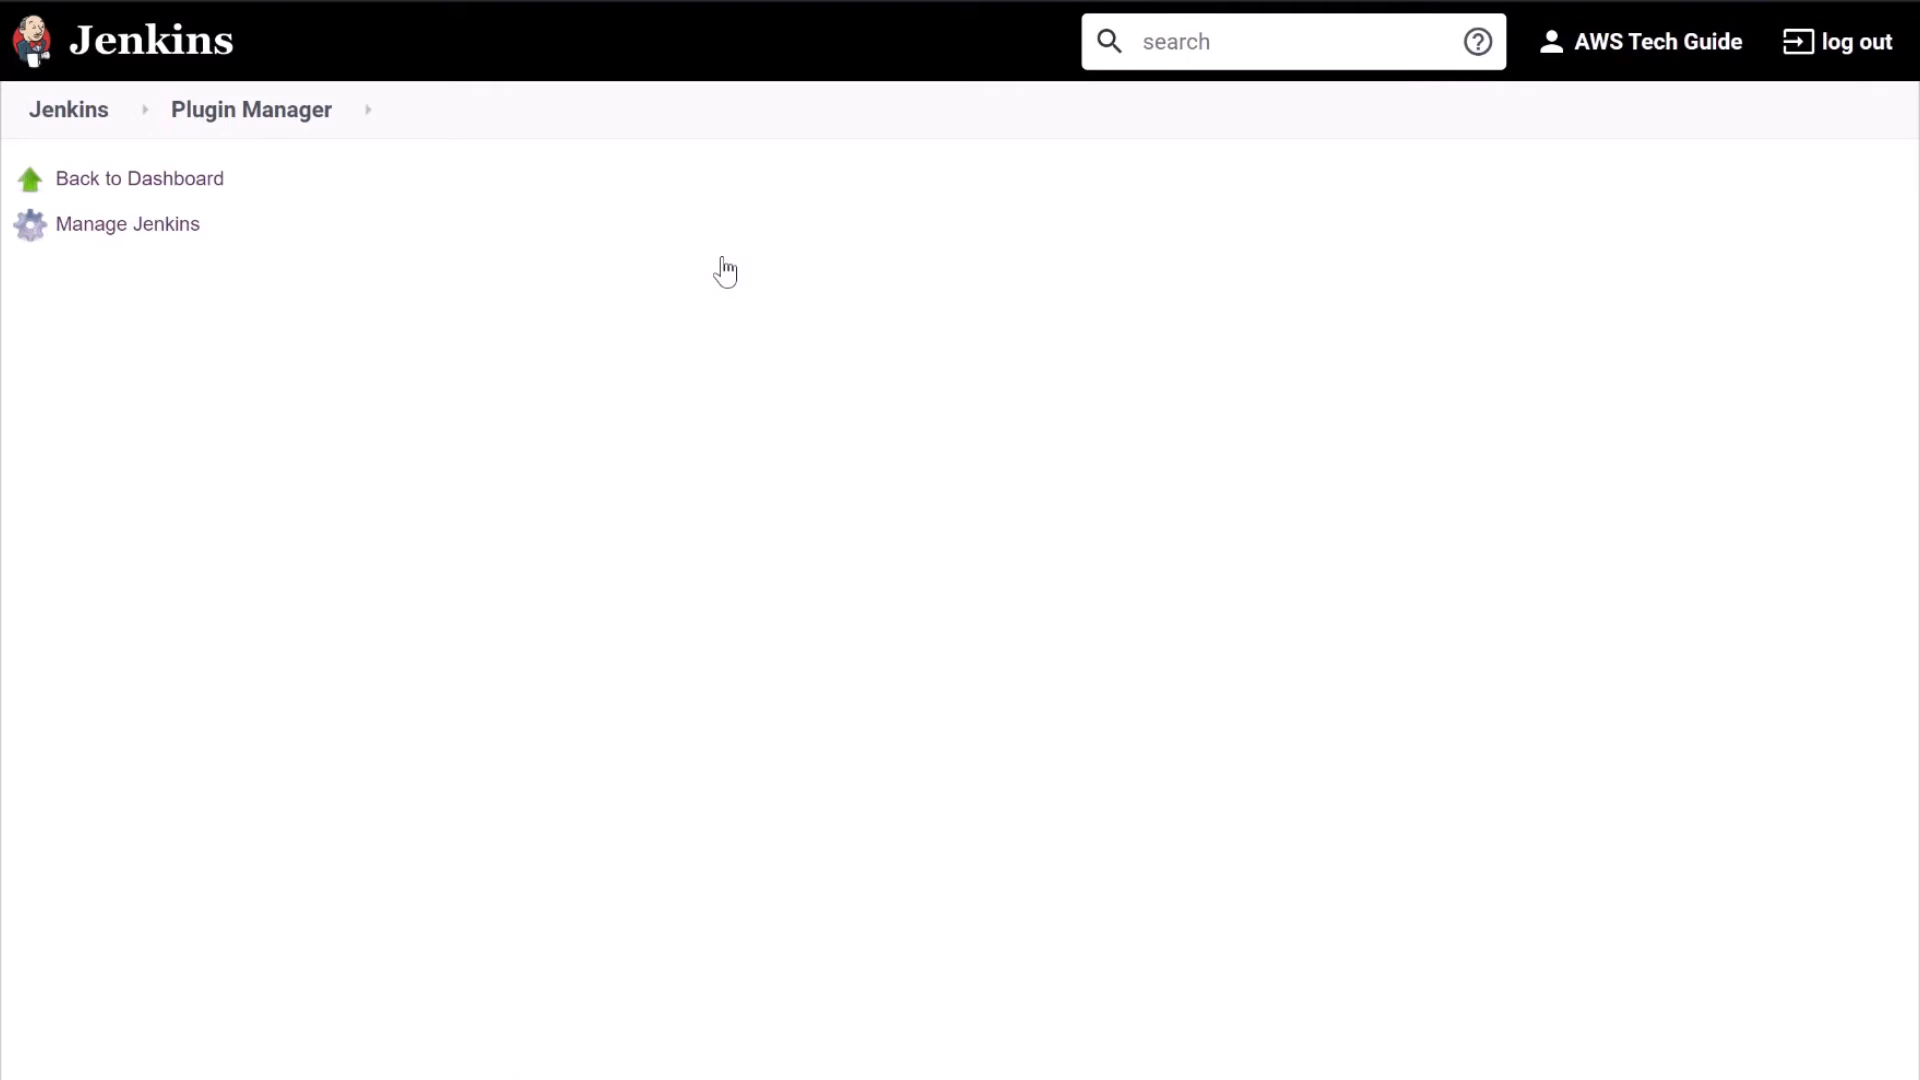 Jenkins
search
AWS Tech Guide
log out
Jenkins
Plugin Manager
Back to Dashboard
Manage Jenkins